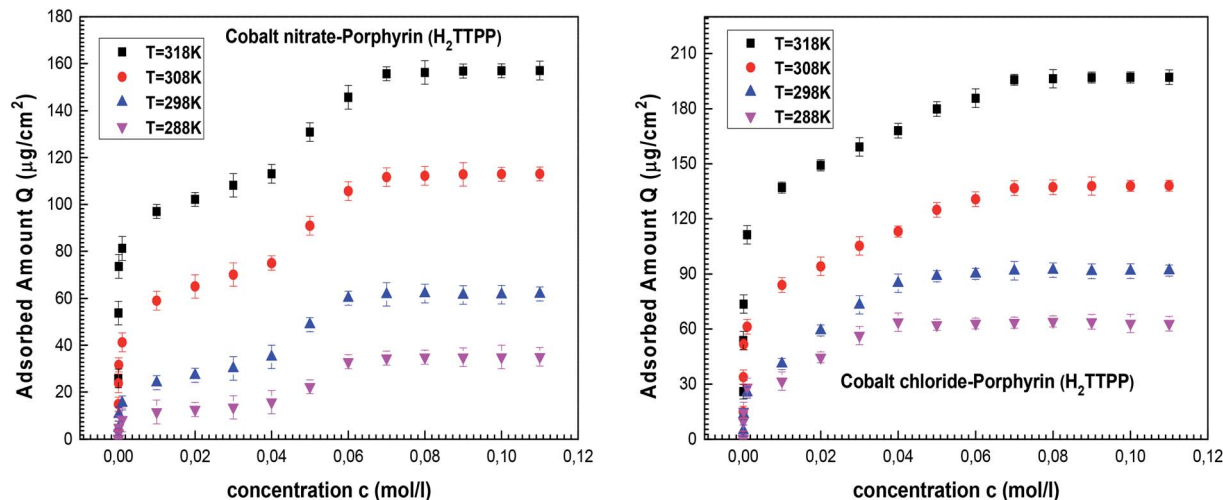 Cobalt nitrate-Porphyrin (H₂TTPP)
T=318K
T=308K
T=298K
T=288K
180
160
140
120
100
80
60
40
20
0
Adsorbed Amount Q (μg/cm²)
0,00 0,02 0,04 0,06 0,08 0,10 0,12
concentration c (mol/l)
T=318K
T=308K
T=298K
T=288K
210
180
150
120
90
60
30
0
Adsorbed Amount Q (μg/cm²)
Cobalt chloride-Porphyrin (H₂TTPP)
0,00 0,02 0,04 0,06 0,08 0,10 0,12
concentration c (mol/l)